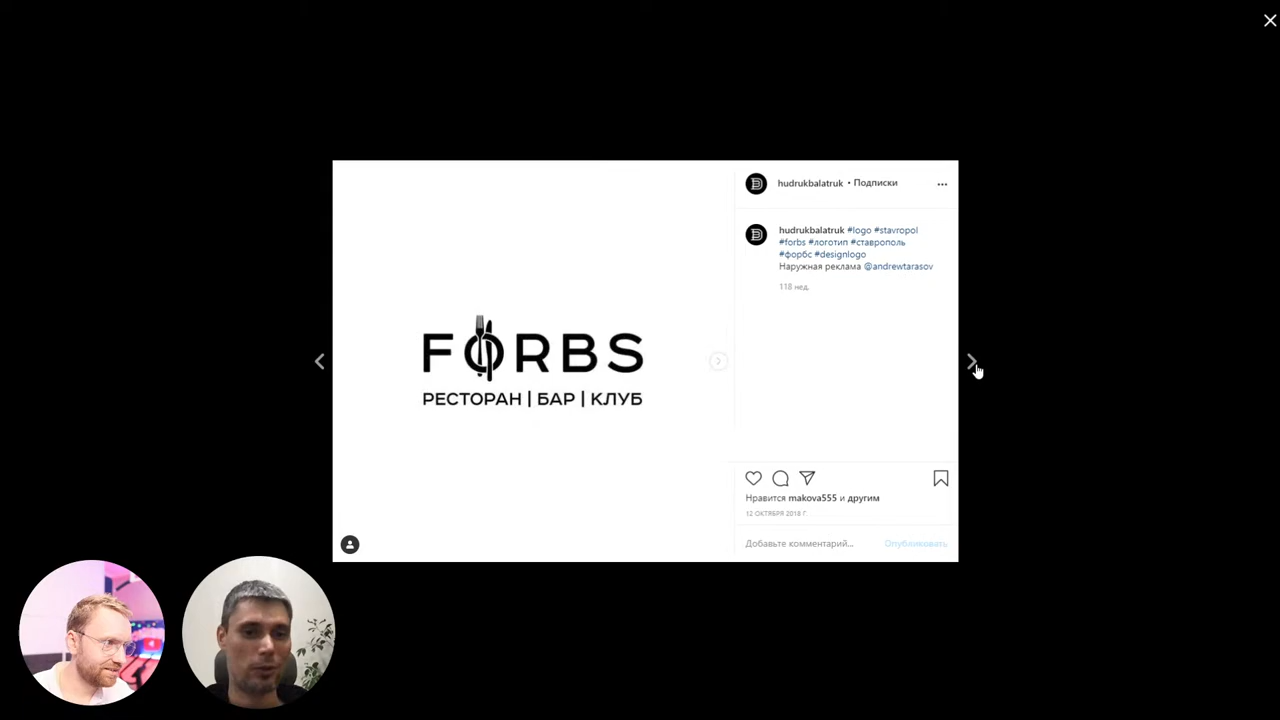 FORBS
РЕСТОРАН | БАР | КЛУБ
hudrukbalatruk • Подписки
hudrukbalatruk #logo #stavropol
#forbs #логотип #ставрополь
#форбс #designlogo
Наружная реклама @andrewtarasov
118 нед.
Нравится makova555 и другим
12 ОКТЯБРЯ 2018 Г.
Добавьте комментарий... Опубликовать